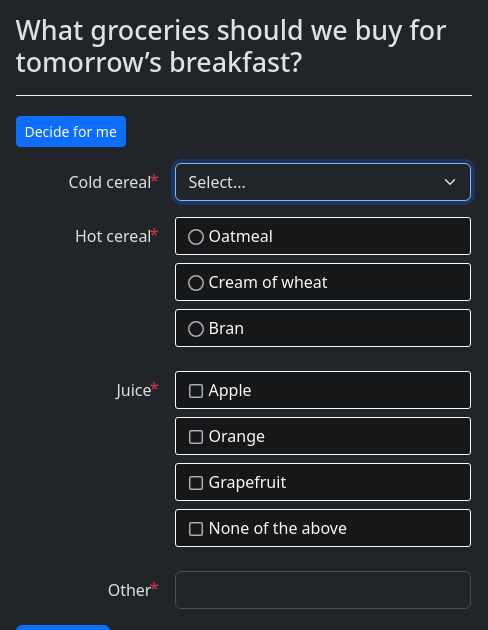 What groceries should we buy for
tomorrow’s breakfast?
Decide for me
Cold cereal*
Select...
Hot cereal*
Oatmeal
Cream of wheat
Bran
Juice*
Apple
Orange
Grapefruit
None of the above
Other*